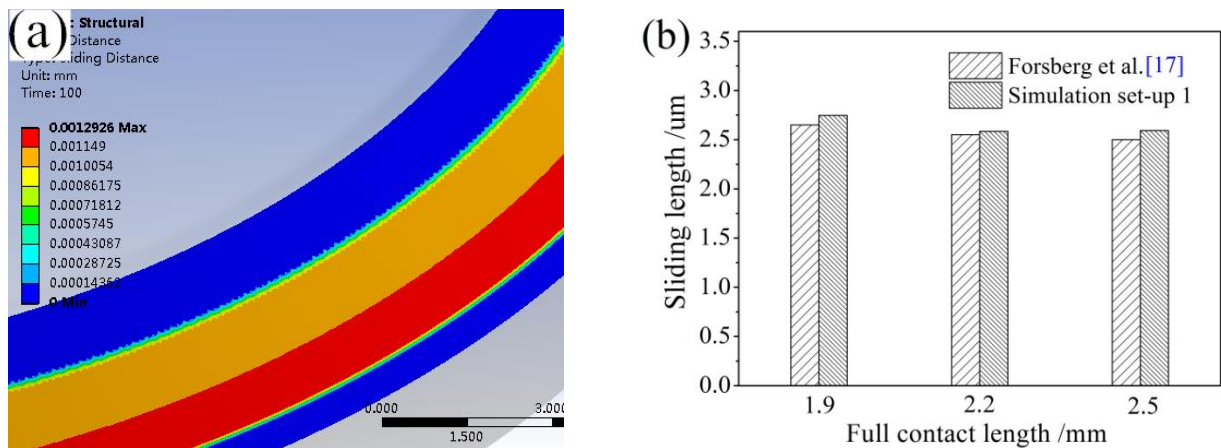 (a)
: Structural
Distance
Sliding Distance
Unit: mm
Time: 100
0.0012926 Max
0.001149
0.0010054
0.00086175
0.00071812
0.0005745
0.00043087
0.00028725
0 Min
0.000
3.000
1.500
(b)
3.5
3.0
2.5
2.0
1.5
1.0
0.5
0.0
Sliding length /um
Forsberg et al.[17]
Simulation set-up 1
1.9 2.2 2.5
Full contact length /mm